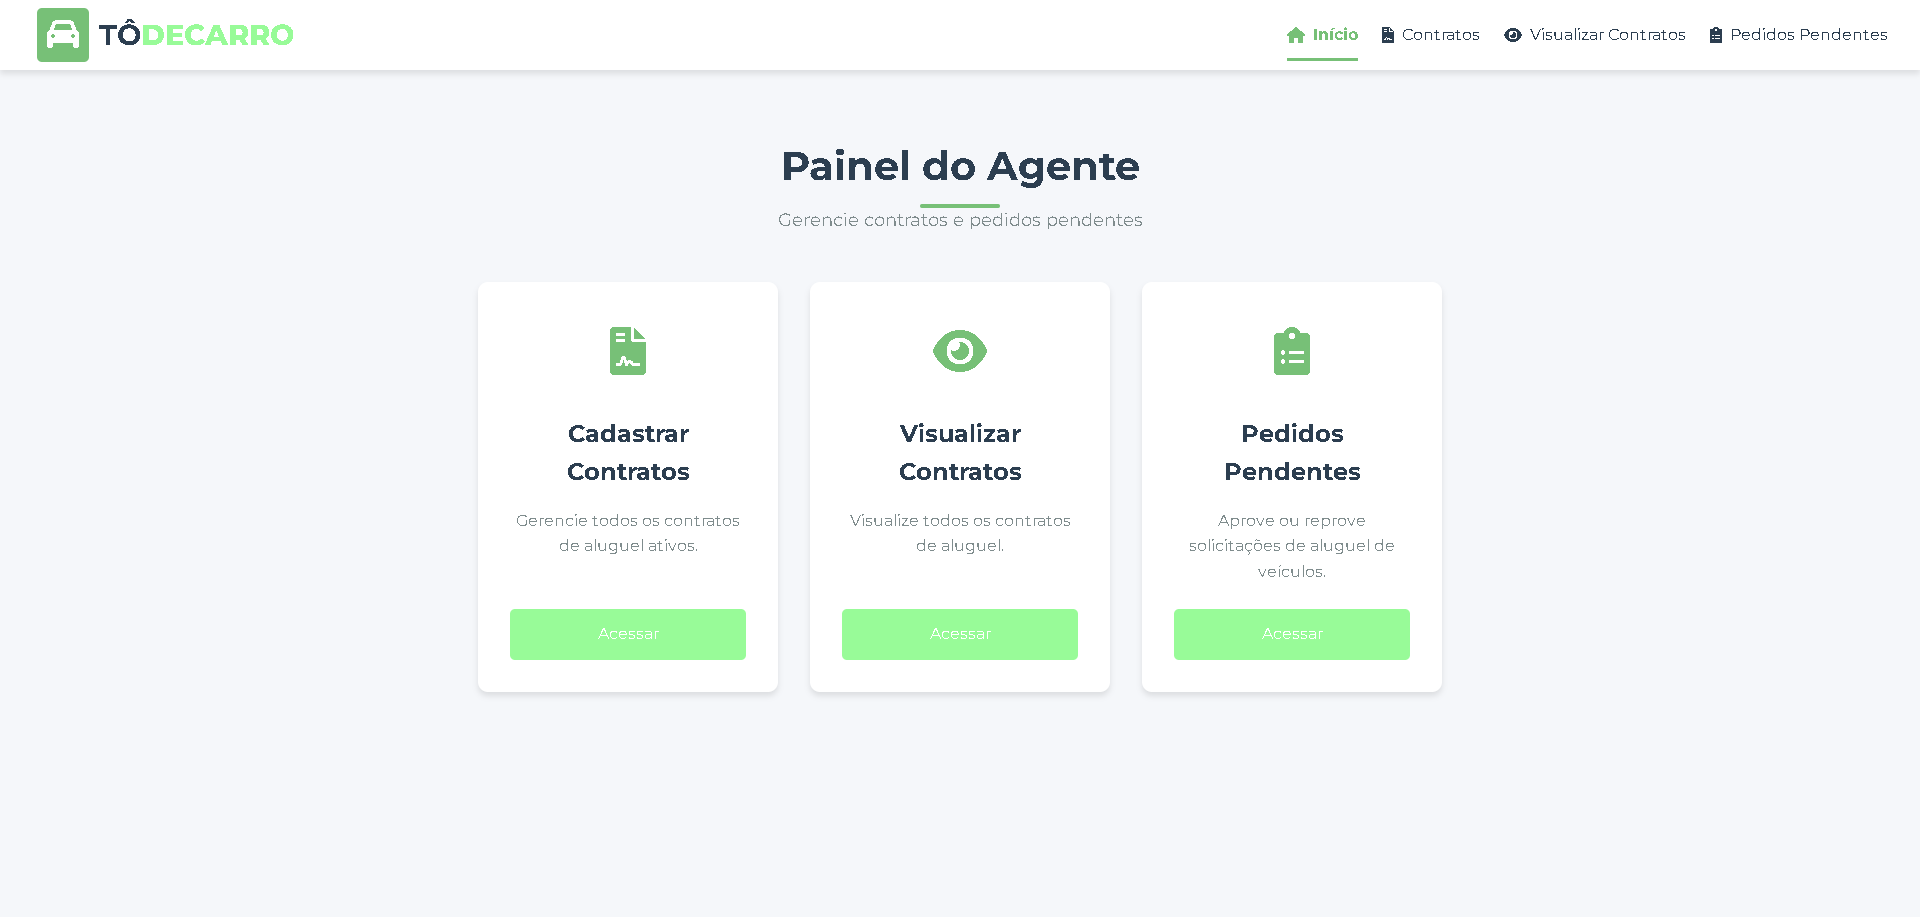 TÔDECARRO
Início Contratos Visualizar Contratos Pedidos Pendentes
Painel do Agente
Gerencie contratos e pedidos pendentes
Cadastrar
Contratos
Gerencie todos os contratos
de aluguel ativos.
Acessar
Visualizar
Contratos
Visualize todos os contratos
de aluguel.
Acessar
Pedidos
Pendentes
Aprove ou reprove
solicitações de aluguel de
veículos.
Acessar